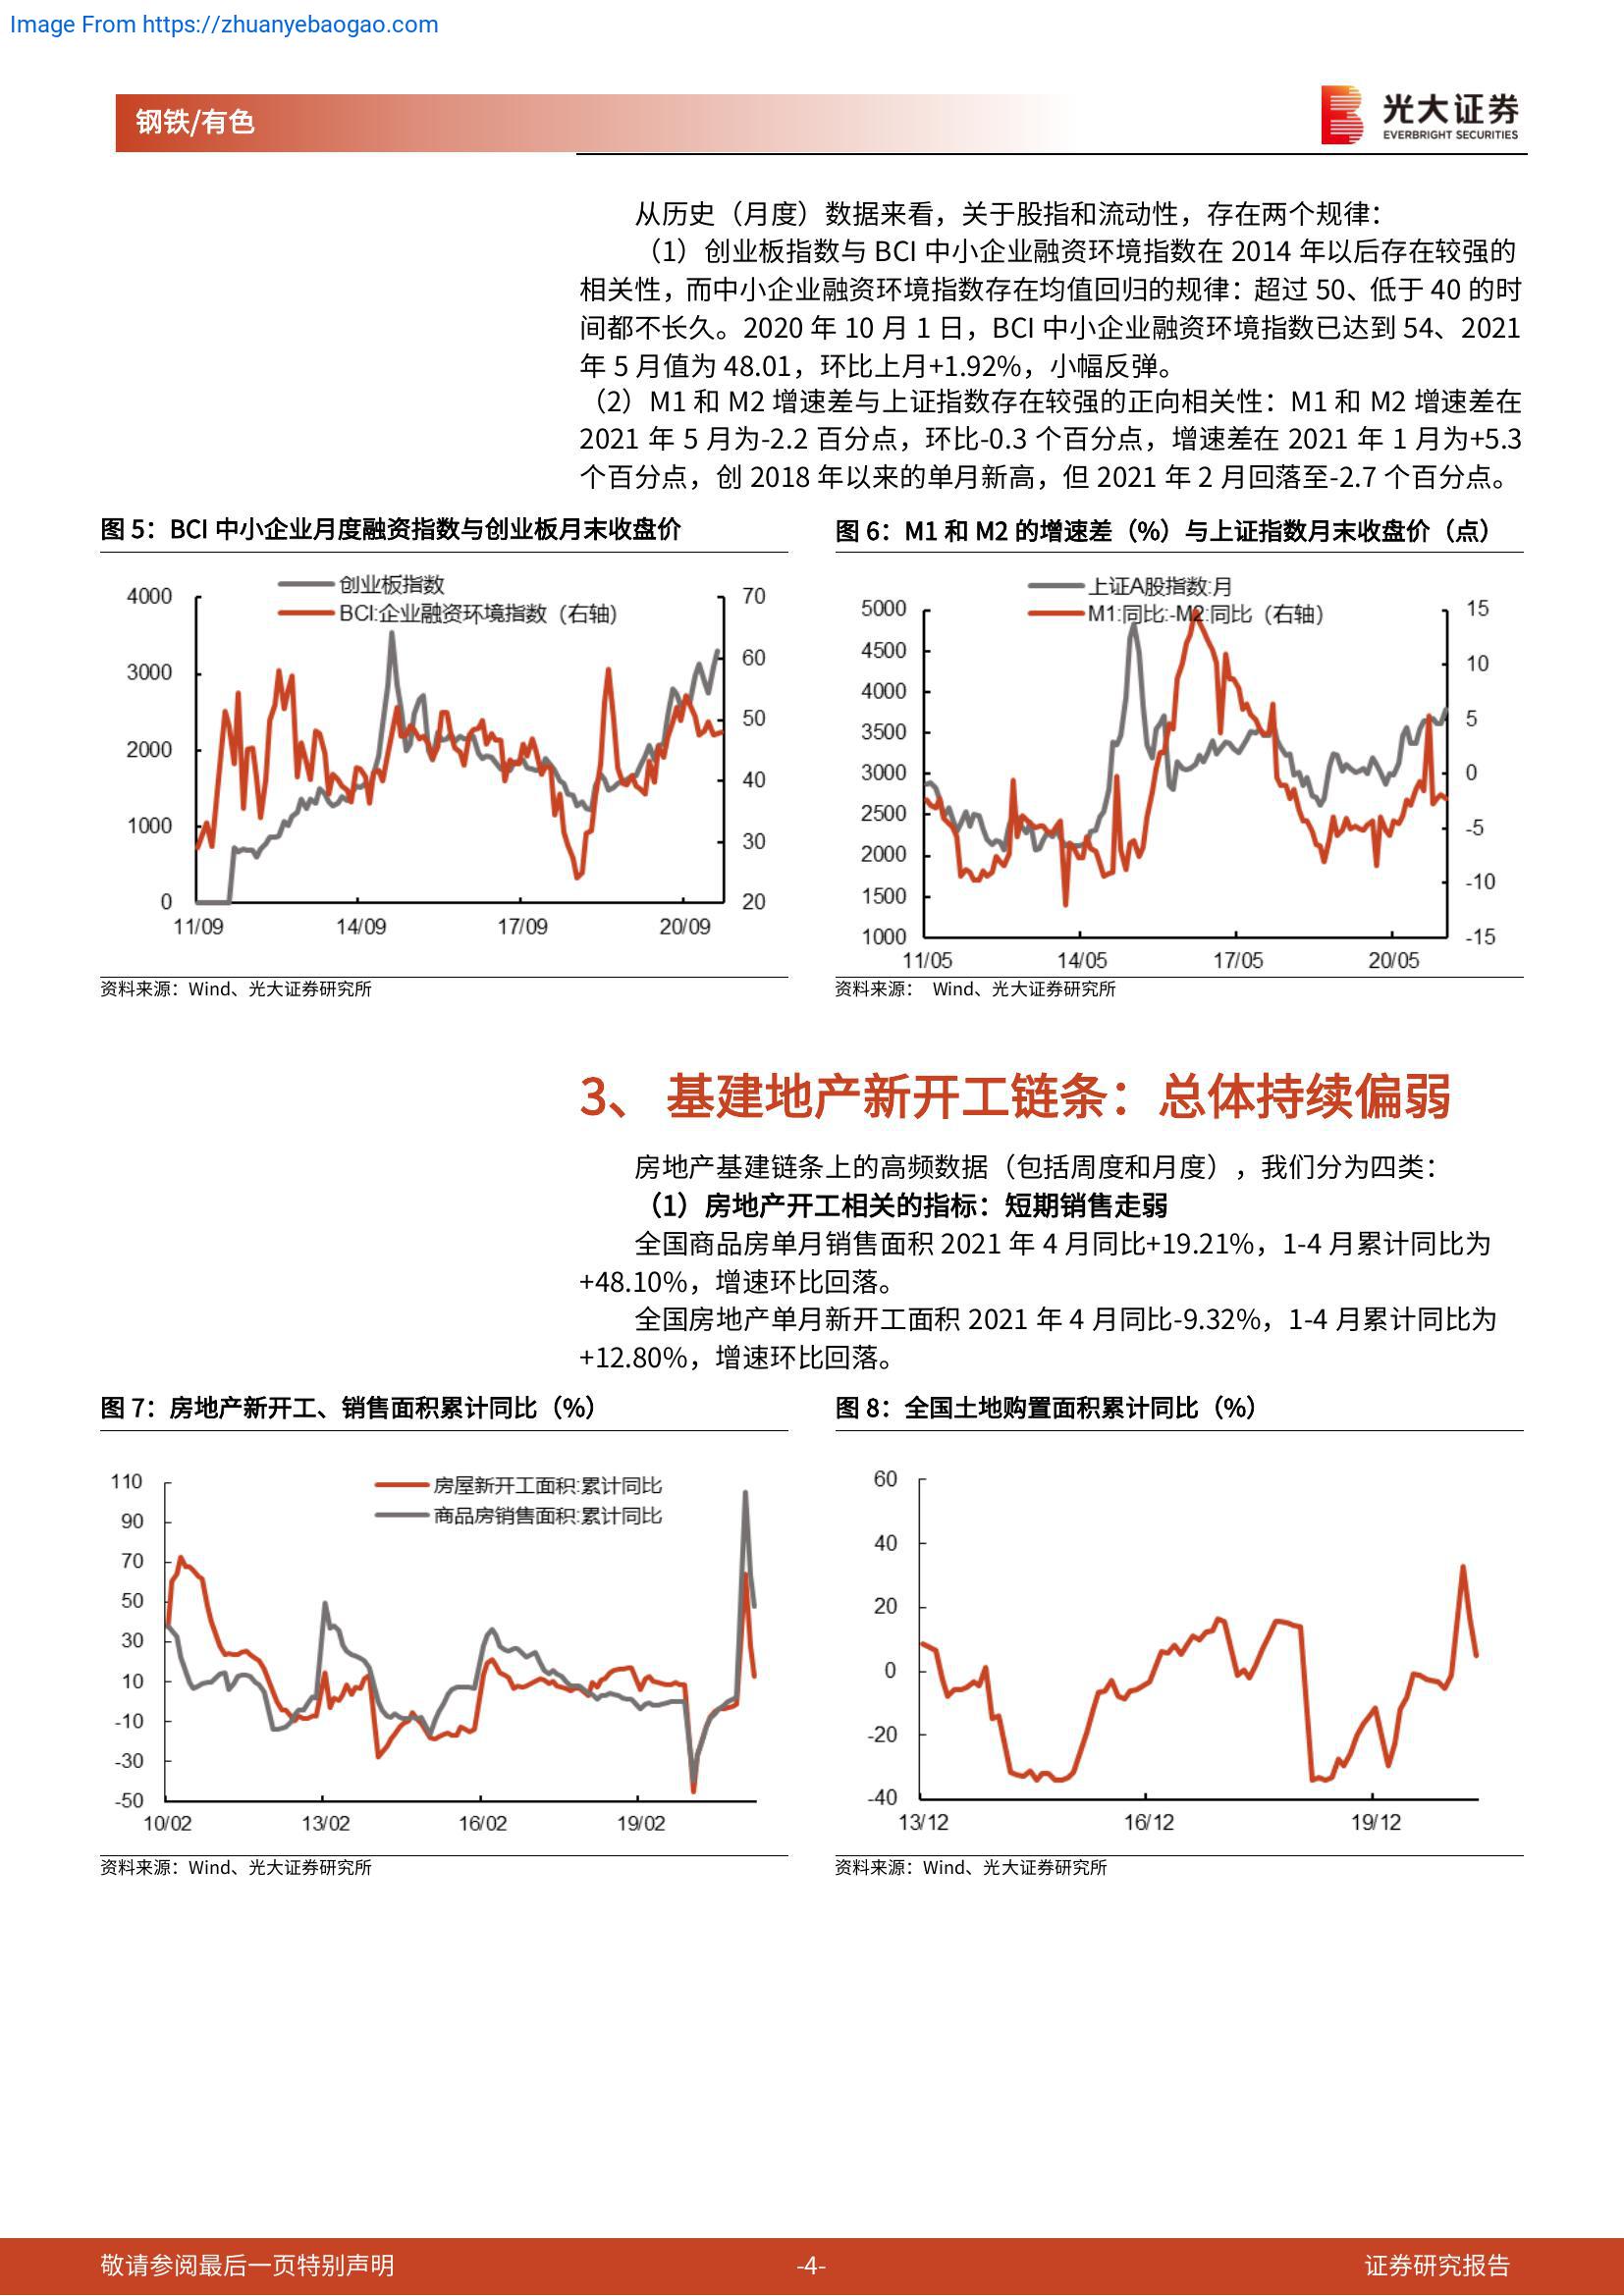 Image From https://zhuanyebaogao.com
钢铁/有色
光大证券
EVERBRIGHT SECURITIES
从历史（月度）数据来看，关于股指和流动性，存在两个规律：
（1）创业板指数与 BCI 中小企业融资环境指数在 2014 年以后存在较强的
相关性，而中小企业融资环境指数存在均值回归的规律：超过 50、低于 40 的时
间都不长久。2020 年 10 月 1 日，BCI 中小企业融资环境指数已达到 54、2021
年 5 月值为 48.01，环比上月+1.92%，小幅反弹。
（2）M1 和 M2 增速差与上证指数存在较强的正向相关性：M1 和 M2 增速差在
2021 年 5 月为-2.2 百分点，环比-0.3 个百分点，增速差在 2021 年 1 月为+5.3
个百分点，创 2018 年以来的单月新高，但 2021 年 2 月回落至-2.7 个百分点。
图 5：BCI 中小企业月度融资指数与创业板月末收盘价
创业板指数
BCI:企业融资环境指数（右轴）
4000
3000
2000
1000
0
70
60
50
40
30
20
11/09 14/09 17/09 20/09
资料来源：Wind、光大证券研究所
图 6：M1 和 M2 的增速差（%）与上证指数月末收盘价（点）
上证A股指数:月
M1:同比:-M2:同比（右轴）
5000
4500
4000
3500
3000
2500
2000
1500
1000
15
10
5
0
-5
-10
-15
11/05 14/05 17/05 20/05
资料来源： Wind、光大证券研究所
3、 基建地产新开工链条：总体持续偏弱
房地产基建链条上的高频数据（包括周度和月度），我们分为四类：
（1）房地产开工相关的指标：短期销售走弱
全国商品房单月销售面积 2021 年 4 月同比+19.21%，1-4 月累计同比为
+48.10%，增速环比回落。
全国房地产单月新开工面积 2021 年 4 月同比-9.32%，1-4 月累计同比为
+12.80%，增速环比回落。
图 7：房地产新开工、销售面积累计同比（%）
房屋新开工面积:累计同比
商品房销售面积:累计同比
110
90
70
50
30
10
-10
-30
-50
10/02 13/02 16/02 19/02
资料来源：Wind、光大证券研究所
图 8：全国土地购置面积累计同比（%）
60
40
20
0
-20
-40
13/12 16/12 19/12
资料来源：Wind、光大证券研究所
敬请参阅最后一页特别声明
-4-
证券研究报告